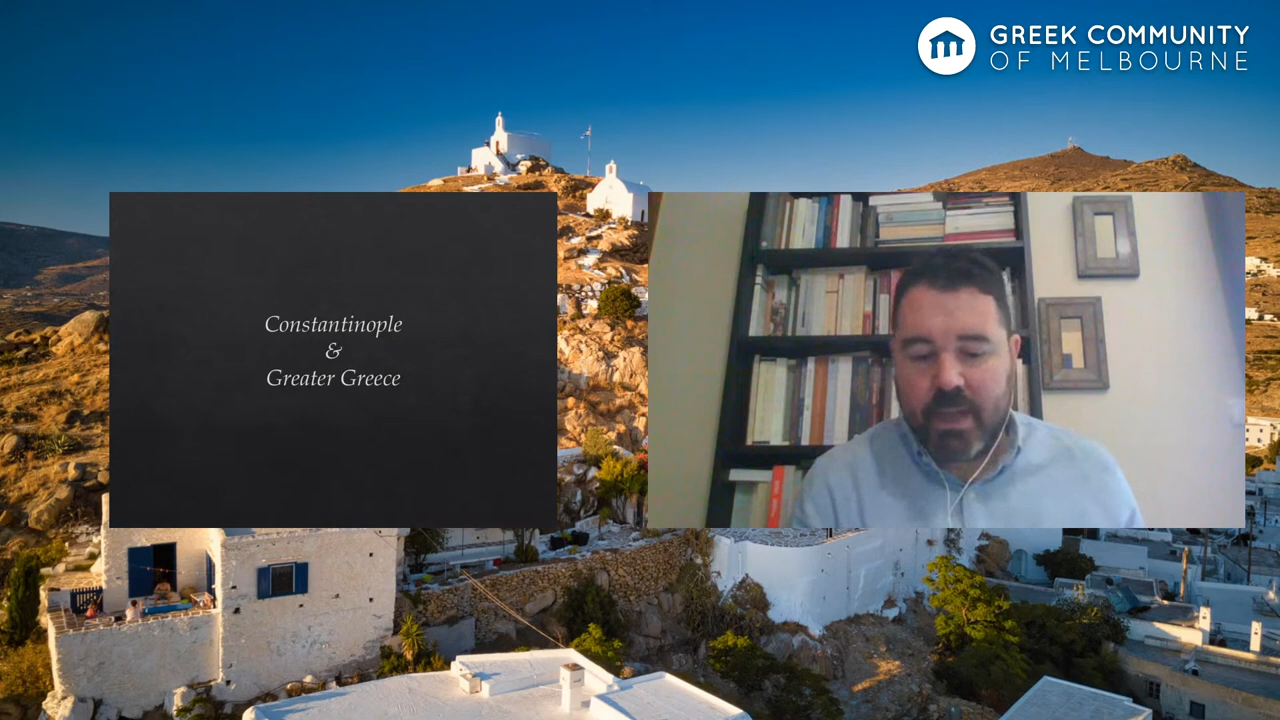 GREEK COMMUNITY
OF MELBOURNE
Constantinople
&
Greater Greece